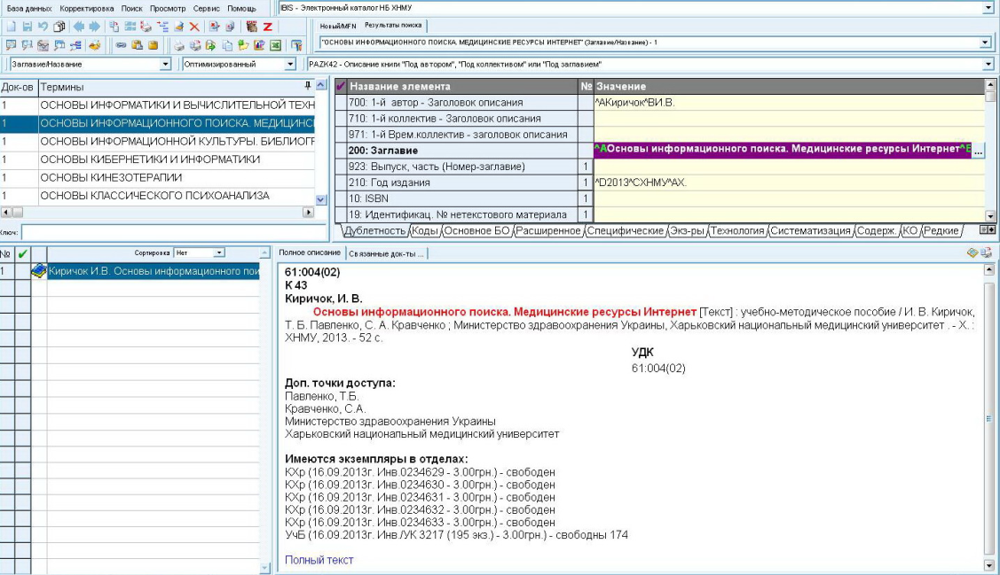 База данных Корректировка Поиск Просмотр Сервис Помощь
IBIS - Электронный каталог НБ ХНМУ
Новый/MFN Результаты поиска
"ОСНОВЫ ИНФОРМАЦИОННОГО ПОИСКА. МЕДИЦИНСКИЕ РЕСУРСЫ ИНТЕРНЕТ" (Заглавие/Название) - 1
Заглавие/Название Оптимизированный PAZK42 - Описание книги "Под автором", "Под коллективом" или "Под заглавием"
Док-ов Термины
1 ОСНОВЫ ИНФОРМАТИКИ И ВЫЧИСЛИТЕЛЬНОЙ ТЕХН
1 ОСНОВЫ ИНФОРМАЦИОННОГО ПОИСКА. МЕДИЦИНС
1 ОСНОВЫ ИНФОРМАЦИОННОЙ КУЛЬТУРЫ. БИБЛИОГР
1 ОСНОВЫ КИБЕРНЕТИКИ И ИНФОРМАТИКИ
1 ОСНОВЫ КИНЕЗОТЕРАПИИ
1 ОСНОВЫ КЛАССИЧЕСКОГО ПСИХОАНАЛИЗА
Ключ:
Название элемента № Значение
700: 1-й автор - Заголовок описания ^AКиричок^BИ.В.
710: 1-й коллектив - Заголовок описания
971: 1-й Врем.коллектив - заголовок описания
200: Заглавие ^AОсновы информационного поиска. Медицинские ресурсы Интернет^E ...
923: Выпуск, часть (Номер-заглавие) 1
210: Год издания 1 ^D2013^CХНМУ^AХ.
10: ISBN 1
19: Идентификац. № нетекстового материала 1
Дублетность Коды Основное БО Расширенное Специфические Экз-ры Технология Систематизация Содерж. КО Редкие
№ Сортировка Нет
1 Киричок И.В. Основы информационного пои
Полное описание Связанные док-ты ...
61:004(02)
К 43
Киричок, И. В.
Основы информационного поиска. Медицинские ресурсы Интернет [Текст] : учебно-методическое пособие / И. В. Киричок,
Т. Б. Павленко, С. А. Кравченко ; Министерство здравоохранения Украины, Харьковский национальный медицинский университет . - Х. :
ХНМУ, 2013. - 52 с.
УДК
61:004(02)
Доп. точки доступа:
Павленко, Т.Б.
Кравченко, С.А.
Министерство здравоохранения Украины
Харьковский национальный медицинский университет
Имеются экземпляры в отделах:
КХр (16.09.2013г. Инв.0234629 - 3.00грн.) - свободен
КХр (16.09.2013г. Инв.0234630 - 3.00грн.) - свободен
КХр (16.09.2013г. Инв.0234631 - 3.00грн.) - свободен
КХр (16.09.2013г. Инв.0234632 - 3.00грн.) - свободен
КХр (16.09.2013г. Инв.0234633 - 3.00грн.) - свободен
УчБ (16.09.2013г. Инв./УК 3217 (195 экз.) - 3.00грн.) - свободны 174
Полный текст